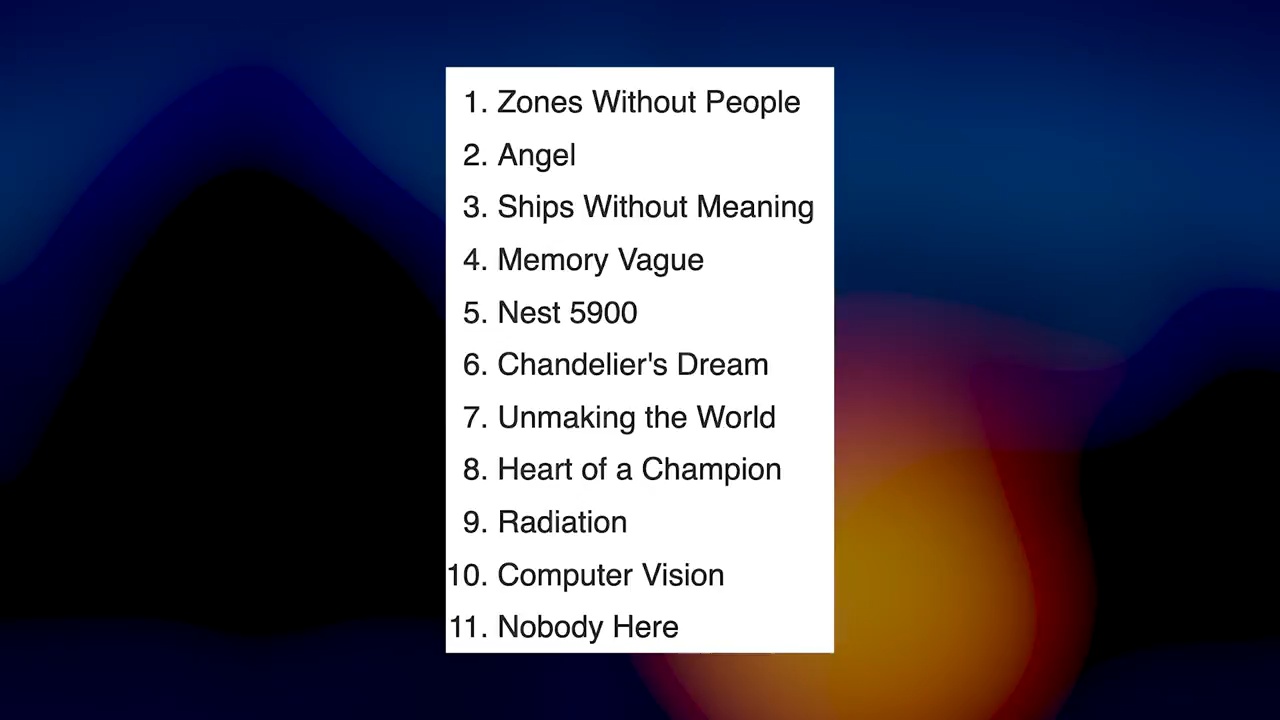 1. Zones Without People
2. Angel
3. Ships Without Meaning
4. Memory Vague
5. Nest 5900
6. Chandelier's Dream
7. Unmaking the World
8. Heart of a Champion
9. Radiation
10. Computer Vision
11. Nobody Here